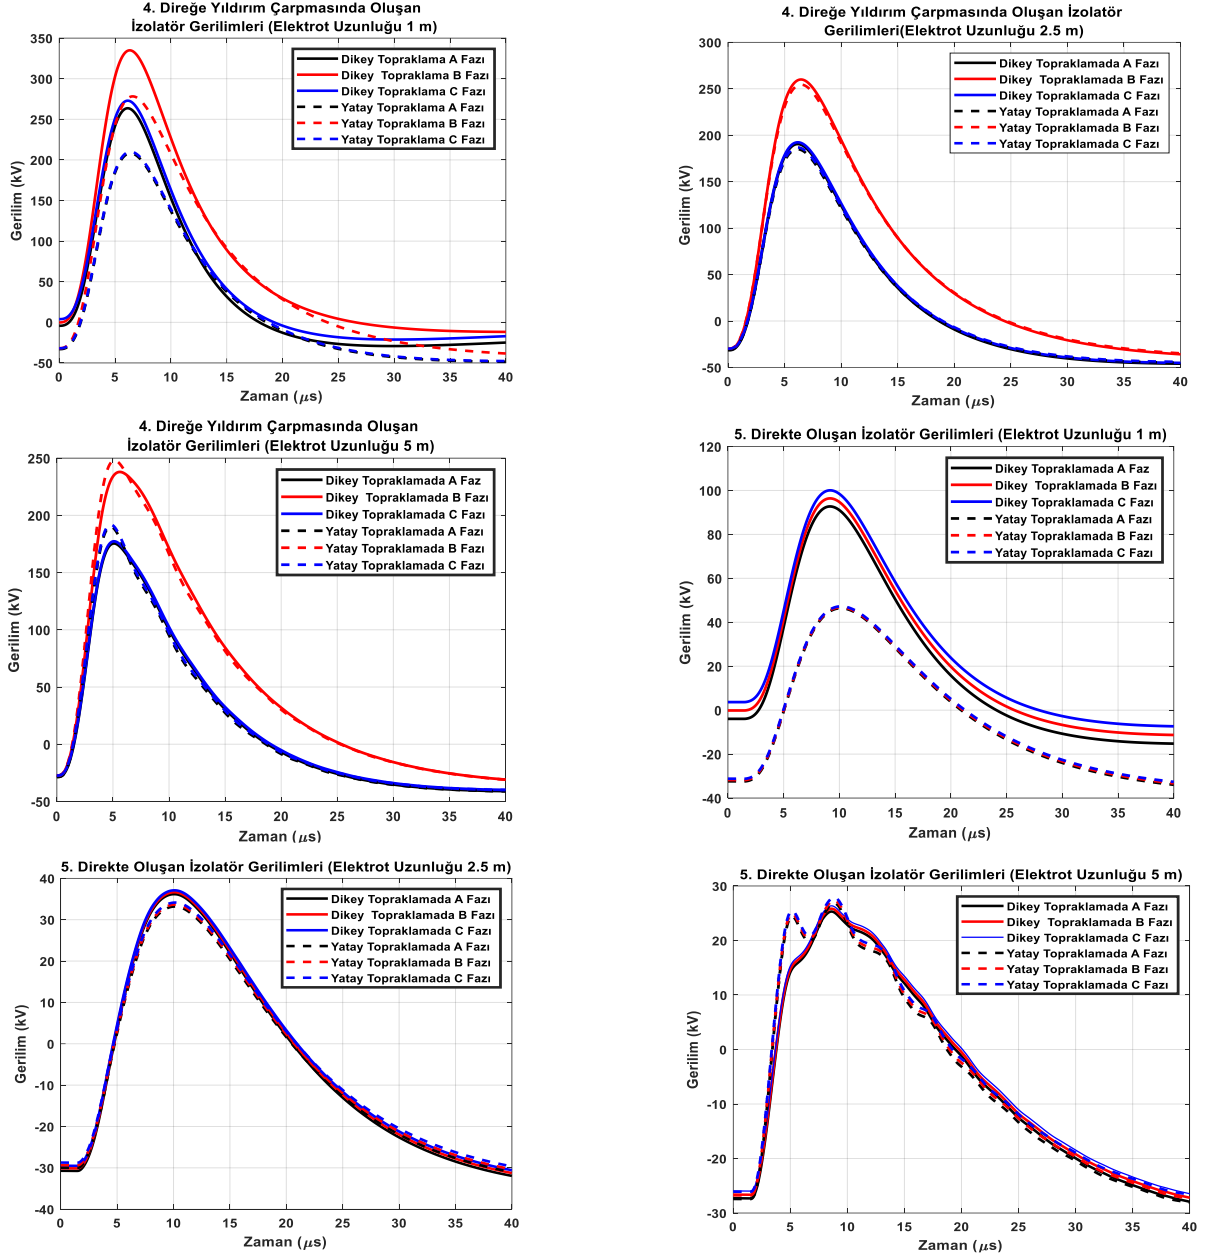 4. Direğe Yıldırım Çarpmasında Oluşan
İzolatör Gerilimleri (Elektrot Uzunluğu 1 m)
350
300
250
200
150
100
50
0
-50
Gerilim (kV)
Dikey Topraklama A Fazı
Dikey Topraklama B Fazı
Dikey Topraklama C Fazı
Yatay Topraklama A Fazı
Yatay Topraklama B Fazı
Yatay Topraklama C Fazı
0 5 10 15 20 25 30 35 40
Zaman (μs)
4. Direğe Yıldırım Çarpmasında Oluşan İzolatör
Gerilimleri(Elektrot Uzunluğu 2.5 m)
300
250
200
150
100
50
0
-50
Gerilim (kV)
Dikey Topraklamada A Fazı
Dikey Topraklamada B Fazı
Dikey Topraklamada C Fazı
Yatay Topraklamada A Fazı
Yatay Topraklamada B Fazı
Yatay Topraklamada C Fazı
0 5 10 15 20 25 30 35 40
Zaman (μs)
4. Direğe Yıldırım Çarpmasında Oluşan
İzolatör Gerilimleri (Elektrot Uzunluğu 5 m)
250
200
150
100
50
0
-50
Gerilim (kV)
Dikey Topraklamada A Faz
Dikey Topraklamada B Fazı
Dikey Topraklamada C Fazı
Yatay Topraklamada A Fazı
Yatay Topraklamada B Fazı
Yatay Topraklamada C Fazı
0 5 10 15 20 25 30 35 40
Zaman (μs)
5. Direkte Oluşan İzolatör Gerilimleri (Elektrot Uzunluğu 1 m)
120
100
80
60
40
20
0
-20
-40
Gerilim (kV)
Dikey Topraklamada A Faz
Dikey Topraklamada B Fazı
Dikey Topraklamada C Fazı
Yatay Topraklamada A Fazı
Yatay Topraklamada B Fazı
Yatay Topraklamada C Fazı
0 5 10 15 20 25 30 35 40
Zaman (μs)
5. Direkte Oluşan İzolatör Gerilimleri (Elektrot Uzunluğu 2.5 m)
40
30
20
10
0
-10
-20
-30
-40
Gerilim (kV)
Dikey Topraklamada A Fazı
Dikey Topraklamada B Fazı
Dikey Topraklamada C Fazı
Yatay Topraklamada A Fazı
Yatay Topraklamada B Fazı
Yatay Topraklamada C Fazı
0 5 10 15 20 25 30 35 40
Zaman (μs)
5. Direkte Oluşan İzolatör Gerilimleri (Elektrot Uzunluğu 5 m)
30
20
10
0
-10
-20
-30
Gerilim (kV)
Dikey Topraklamada A Fazı
Dikey Topraklamada B Fazı
Dikey Topraklamada C Fazı
Yatay Topraklamada A Fazı
Yatay Topraklamada B Fazı
Yatay Topraklamada C Fazı
0 5 10 15 20 25 30 35 40
Zaman (μs)